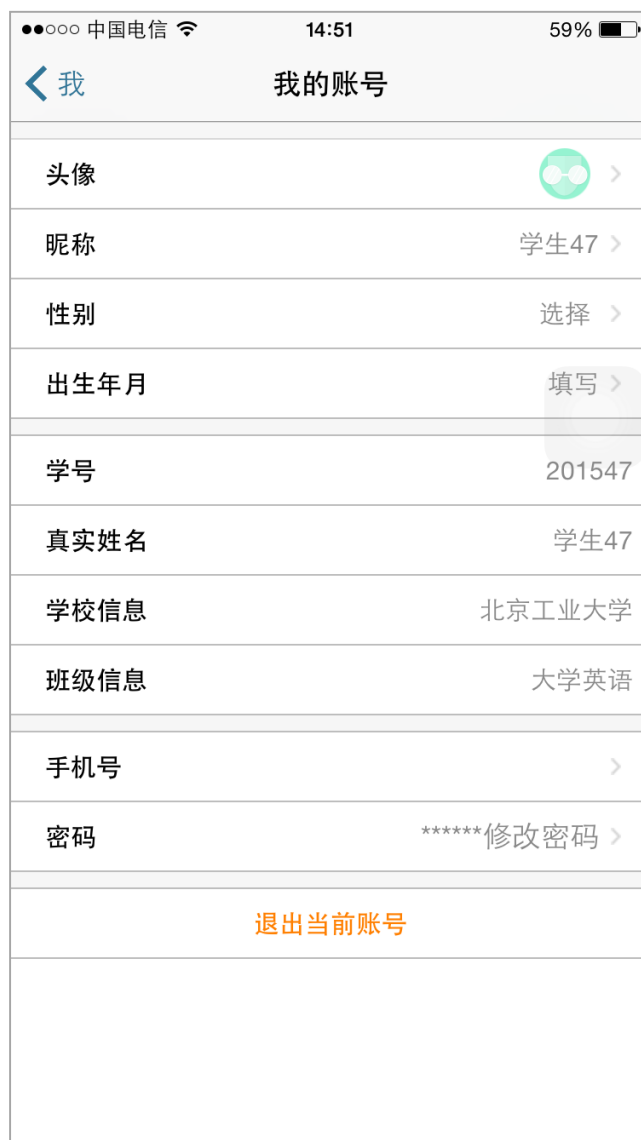 中国电信 14:51 59%
我 我的账号
头像
昵称 学生47
性别 选择
出生年月 填写
学号 201547
真实姓名 学生47
学校信息 北京工业大学
班级信息 大学英语
手机号
密码 ******修改密码
退出当前账号